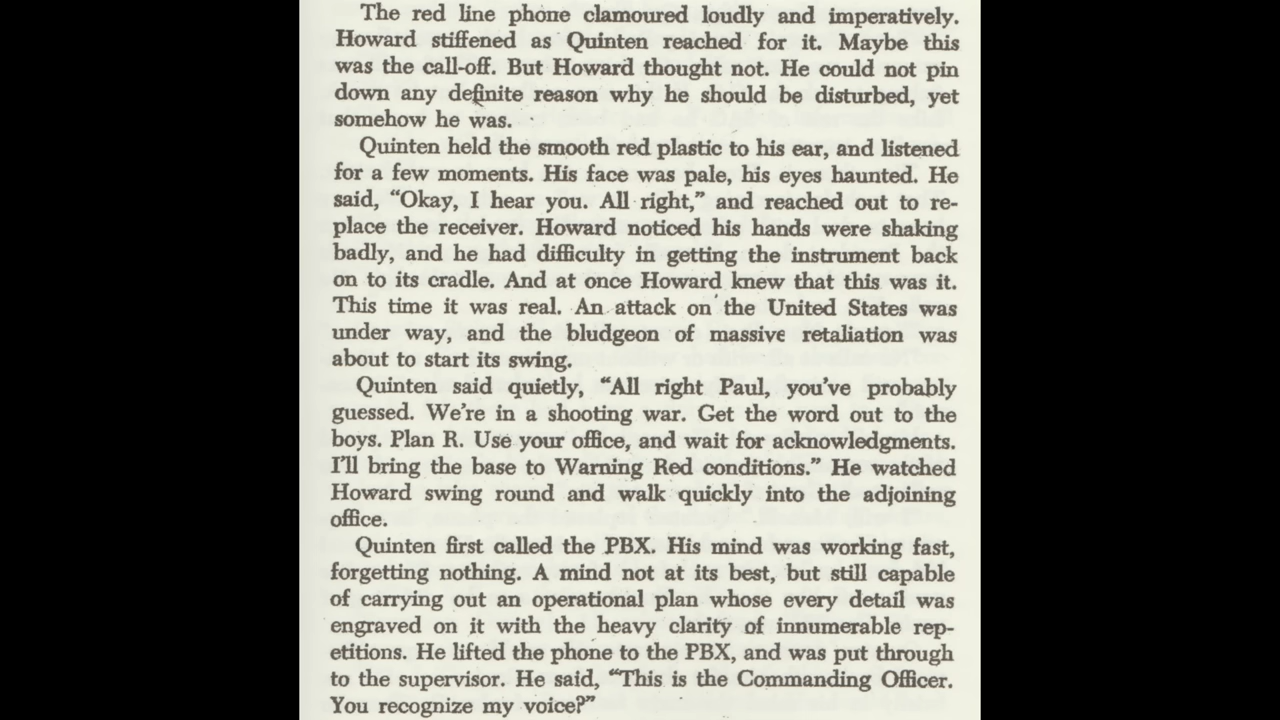 The red line phone clamoured loudly and imperatively.
Howard stiffened as Quinten reached for it. Maybe this
was the call-off. But Howard thought not. He could not pin
down any definite reason why he should be disturbed, yet
somehow he was.
Quinten held the smooth red plastic to his ear, and listened
for a few moments. His face was pale, his eyes haunted. He
said, “Okay, I hear you. All right,” and reached out to re-
place the receiver. Howard noticed his hands were shaking
badly, and he had difficulty in getting the instrument back
on to its cradle. And at once Howard knew that this was it.
This time it was real. An attack on the United States was
under way, and the bludgeon of massive retaliation was
about to start its swing.
Quinten said quietly, “All right Paul, you’ve probably
guessed. We’re in a shooting war. Get the word out to the
boys. Plan R. Use your office, and wait for acknowledgments.
I’ll bring the base to Warning Red conditions.” He watched
Howard swing round and walk quickly into the adjoining
office.
Quinten first called the PBX. His mind was working fast,
forgetting nothing. A mind not at its best, but still capable
of carrying out an operational plan whose every detail was
engraved on it with the heavy clarity of innumerable rep-
etitions. He lifted the phone to the PBX, and was put through
to the supervisor. He said, “This is the Commanding Officer.
You recognize my voice?”